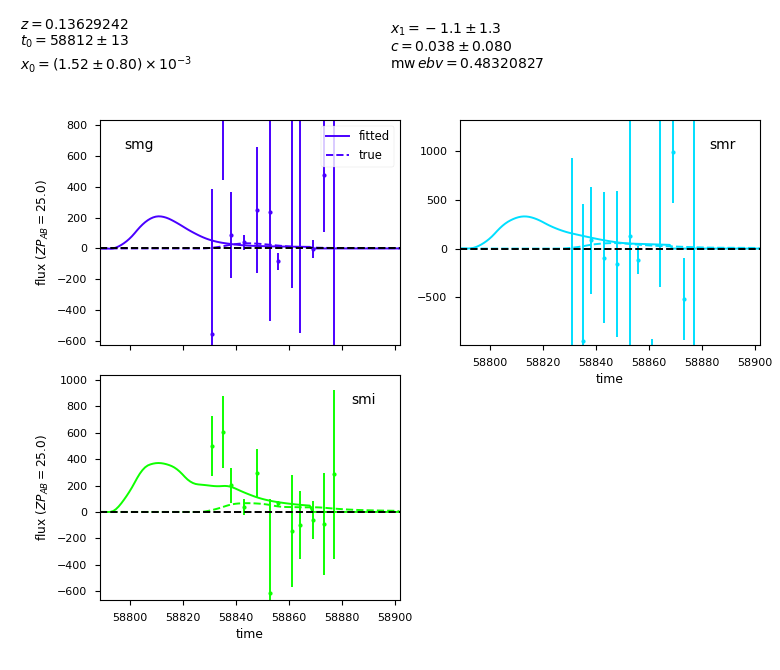 z = 0.13629242
t₀ = 58812 ± 13
x₀ = (1.52 ± 0.80) × 10⁻³
x₁ = −1.1 ± 1.3
c = 0.038 ± 0.080
mw ebv = 0.48320827
smg
fitted
true
800
600
400
200
0
−200
−400
−600
flux (ZP_AB = 25.0)
smr
1000
500
0
−500
58800 58820 58840 58860 58880 58900
time
smi
1000
800
600
400
200
0
−200
−400
−600
flux (ZP_AB = 25.0)
58800 58820 58840 58860 58880 58900
time